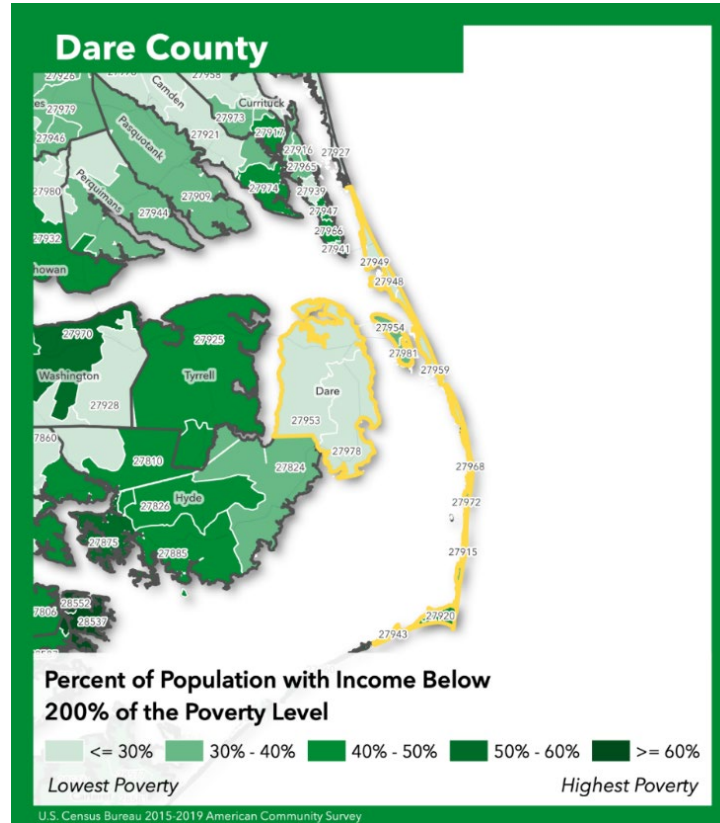 Dare County
27926
27958
Camden
Currituck
27979
27973
27917
27921
27946
Pasquotank
27916
27927
27965
27980
Perquimans
27974
27939
27909
27947
27944
27966
27932
27941
howan
27949
27948
27970
27925
27954
27981
Washington
Tyrrell
27959
Dare
27928
27953
7860
27978
27810
27824
27968
Hyde
27826
27972
27875
27885
27915
28552
7806
28537
27920
27943
Percent of Population with Income Below
200% of the Poverty Level
<= 30% 30% - 40% 40% - 50% 50% - 60% >= 60%
Lowest Poverty Highest Poverty
U.S. Census Bureau 2015-2019 American Community Survey